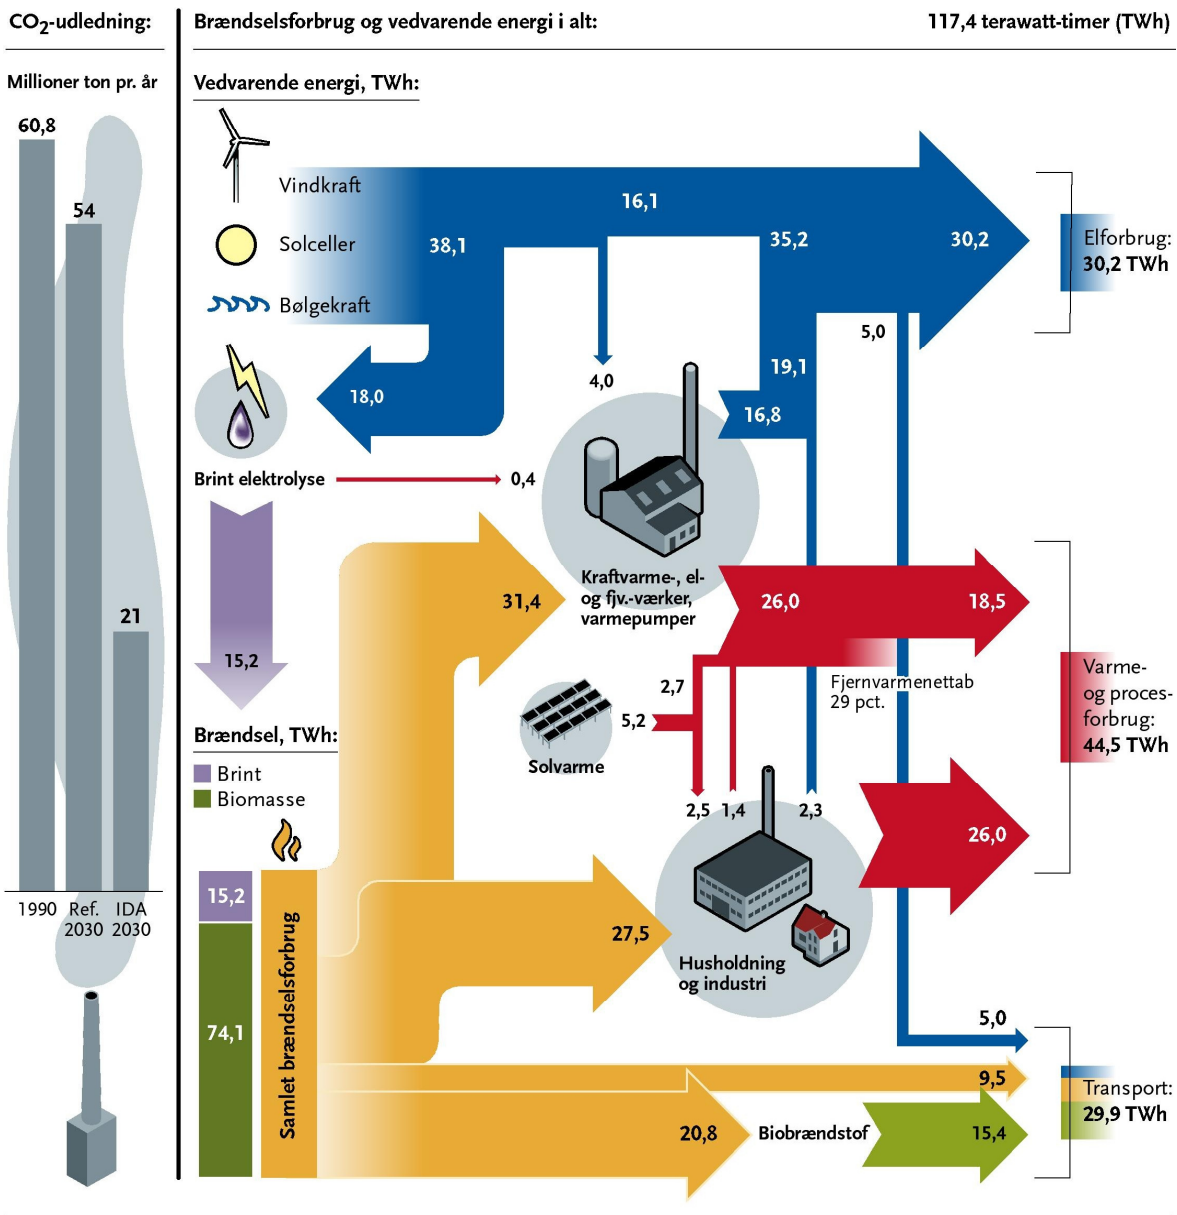 CO2-udledning:
Brændselsforbrug og vedvarende energi i alt:
117,4 terawatt-timer (TWh)
Millioner ton pr. år
60,8
54
21
1990
Ref.
2030
IDA
2030
Vedvarende energi, TWh:
Vindkraft
Solceller
Bølgekraft
38,1
16,1
35,2
30,2
Elforbrug:
30,2 TWh
5,0
18,0
4,0
19,1
16,8
Brint elektrolyse
0,4
15,2
31,4
Kraftvarme-, el-
og fjv.-værker,
varmepumper
26,0
18,5
Fjernvarmenettab
29 pct.
2,7
5,2
Solvarme
2,5
1,4
2,3
Varme-
og proces-
forbrug:
44,5 TWh
26,0
Brændsel, TWh:
Brint
Biomasse
15,2
74,1
Samlet brændselsforbrug
27,5
Husholdning
og industri
5,0
9,5
20,8
Biobrændstof
15,4
Transport:
29,9 TWh